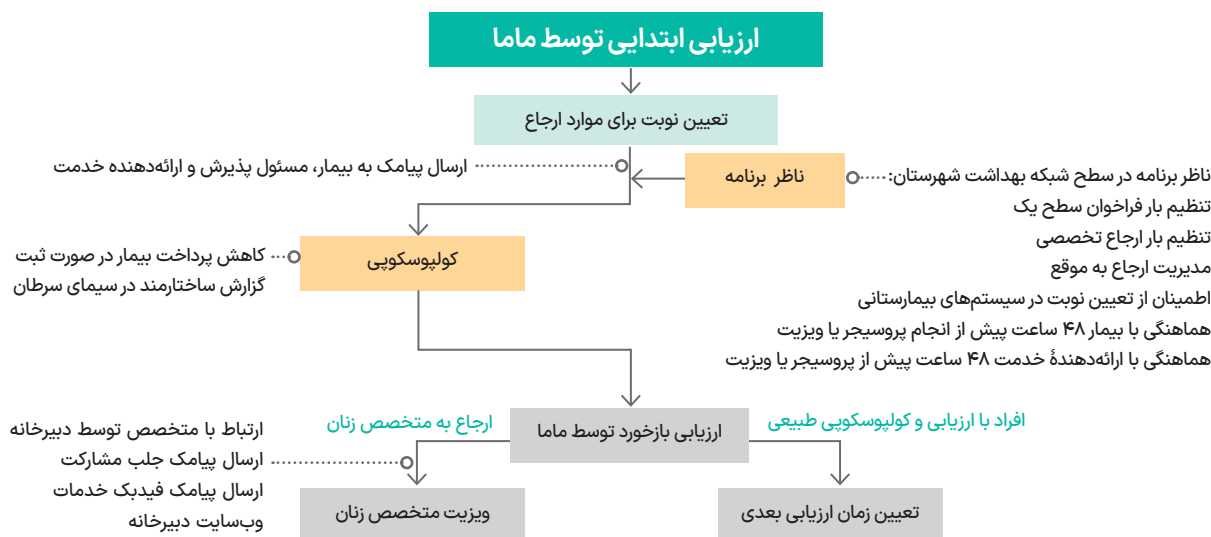 ارزیابی ابتدایی توسط ماما
تعیین نوبت برای موارد ارجاع
ارسال پیامک به بیمار، مسئول پذیرش و ارائه‌دهنده خدمت
ناظر برنامه
ناظر برنامه در سطح شبکه بهداشت شهرستان:
تنظیم بار فراخوان سطح یک
تنظیم بار ارجاع تخصصی
مدیریت ارجاع به موقع
اطمینان از تعیین نوبت در سیستم‌های بیمارستانی
هماهنگی با بیمار ۴۸ ساعت پیش از انجام پروسیجر یا ویزیت
هماهنگی با ارائه‌دهندهٔ خدمت ۴۸ ساعت پیش از پروسیجر یا ویزیت
کولپوسکوپی
کاهش پرداخت بیمار در صورت ثبت
گزارش ساختارمند در سیمای سرطان
افراد با ارزیابی و کولپوسکوپی طبیعی
ارزیابی بازخورد توسط ماما
ارجاع به متخصص زنان
ارتباط با متخصص توسط دبیرخانه
ارسال پیامک جلب مشارکت
ارسال پیامک فیدبک خدمات
وب‌سایت دبیرخانه
تعیین زمان ارزیابی بعدی
ویزیت متخصص زنان